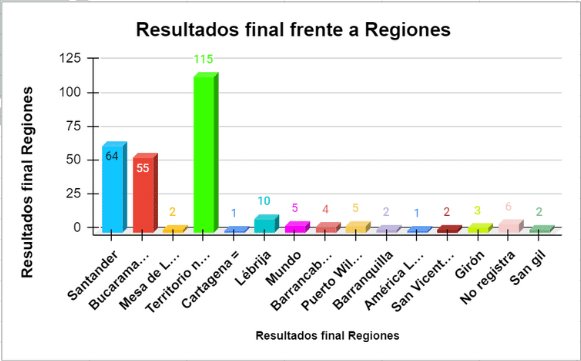 Resultados final frente a Regiones
Resultados final Regiones
125
100
75
50
25
0
64
55
2
115
1
10
5
4
5
2
1
2
3
6
2
Santander
Bucarama...
Mesa de L...
Territorio n...
Cartagena =
Lébrija
Mundo
Barrancab...
Puerto Wil...
Barranquilla
América L...
San Vicent...
Girón
No registra
San gil
Resultados final Regiones